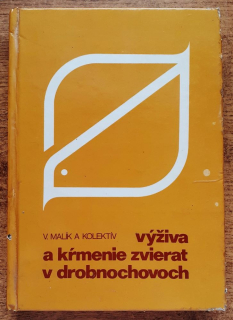 V. MALÍK A KOLEKTÍV
výživa
a kŕmenie zvierat
v drobnochovoch